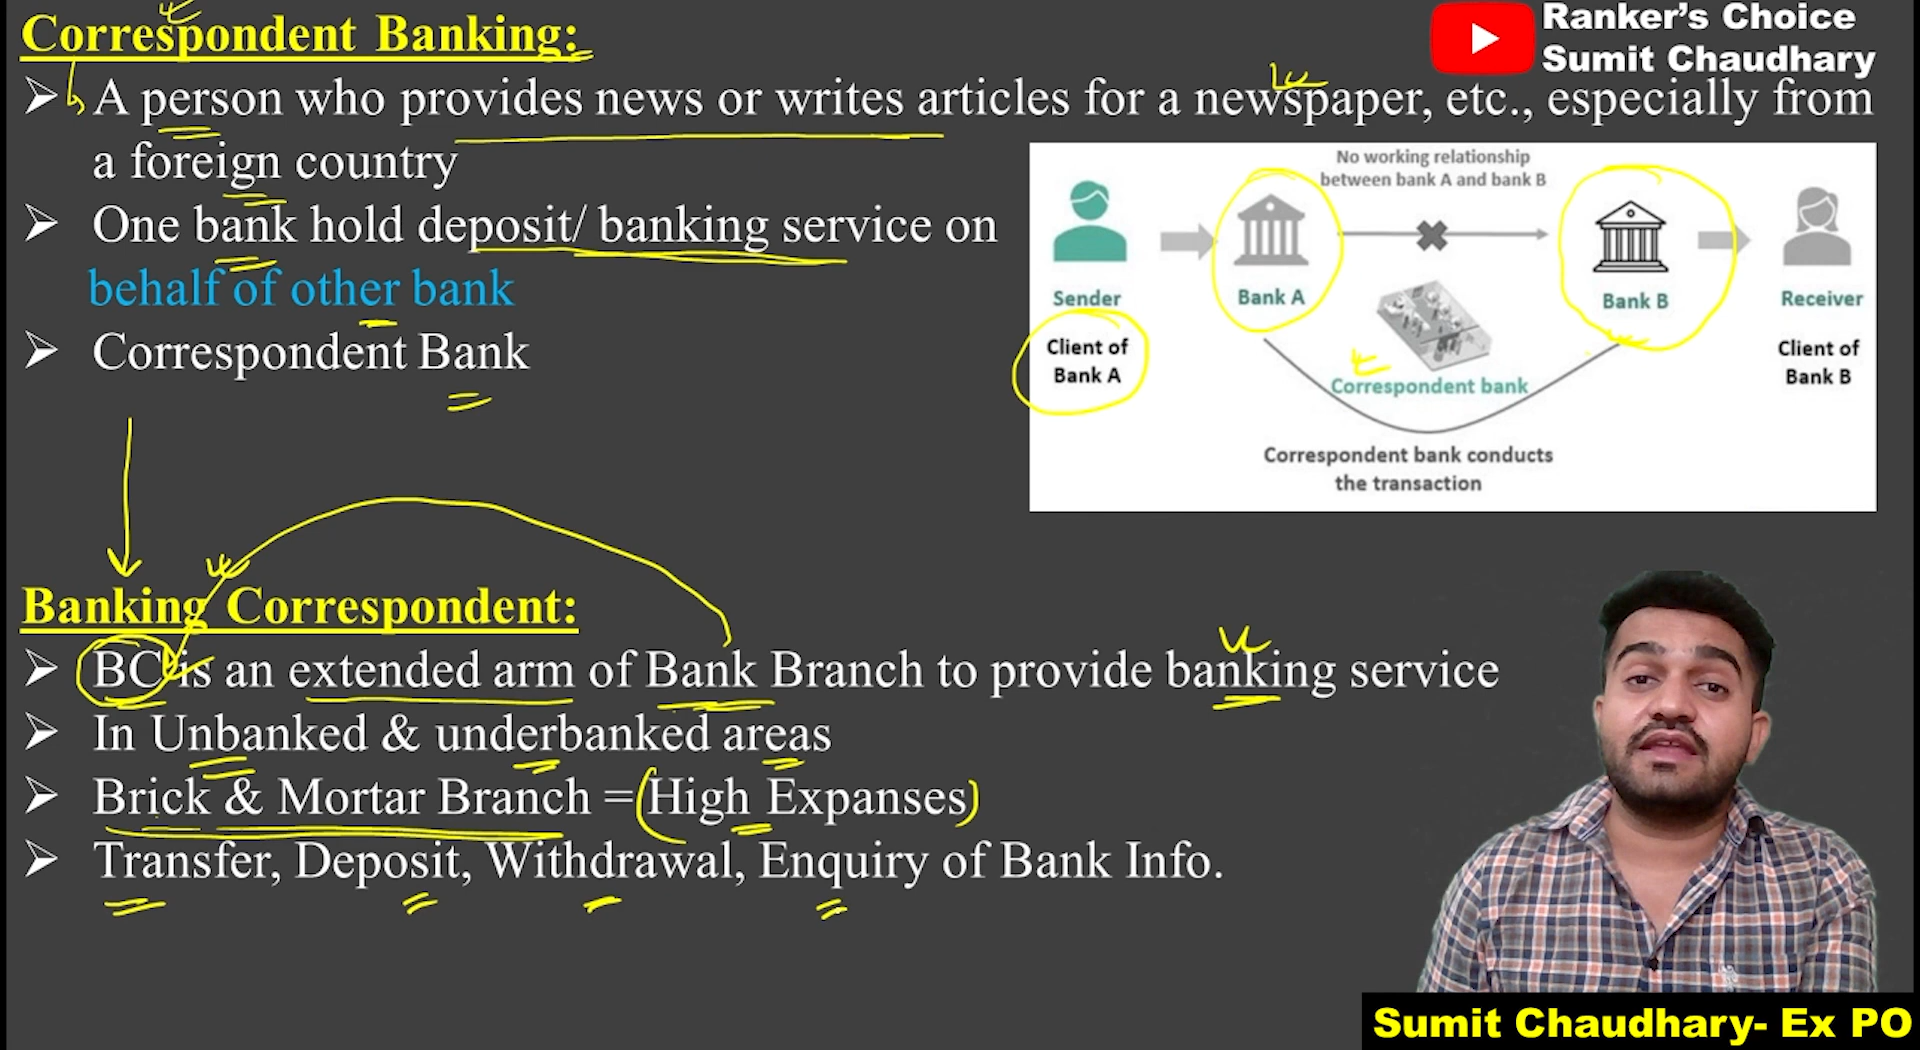 Correspondent Banking:
Ranker's Choice
Sumit Chaudhary
A person who provides news or writes articles for a newspaper, etc., especially from
a foreign country
One bank hold deposit/ banking service on
behalf of other bank
Correspondent Bank
No working relationship
between bank A and bank B
Sender
Bank A
Bank B
Receiver
Client of
Bank A
Correspondent bank
Client of
Bank B
Correspondent bank conducts
the transaction
Banking Correspondent:
BC is an extended arm of Bank Branch to provide banking service
In Unbanked & underbanked areas
Brick & Mortar Branch = (High Expanses)
Transfer, Deposit, Withdrawal, Enquiry of Bank Info.
Sumit Chaudhary- Ex PO